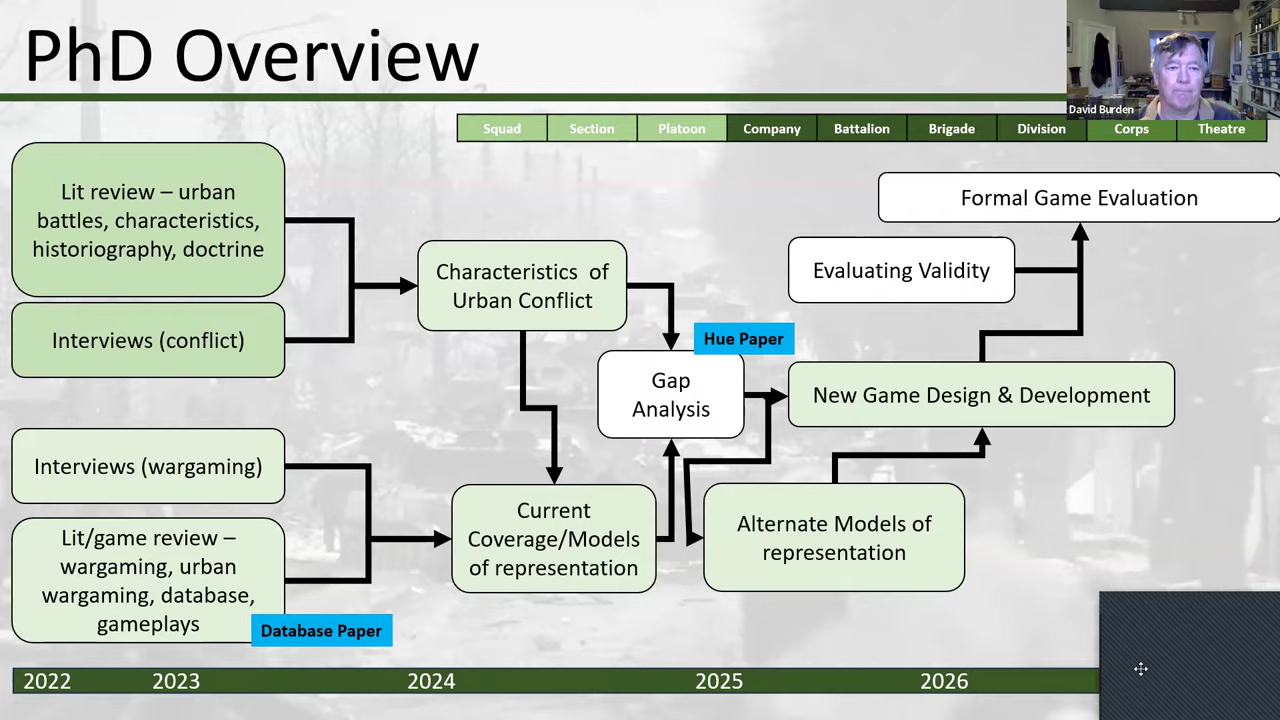 PhD Overview
David Burden
Squad
Section
Platoon
Company
Battalion
Brigade
Division
Corps
Theatre
Lit review – urban
battles, characteristics,
historiography, doctrine
Formal Game Evaluation
Characteristics of
Urban Conflict
Evaluating Validity
Interviews (conflict)
Hue Paper
Gap
Analysis
New Game Design & Development
Interviews (wargaming)
Current
Coverage/Models
of representation
Alternate Models of
representation
Lit/game review –
wargaming, urban
wargaming, database,
gameplays
Database Paper
2022
2023
2024
2025
2026